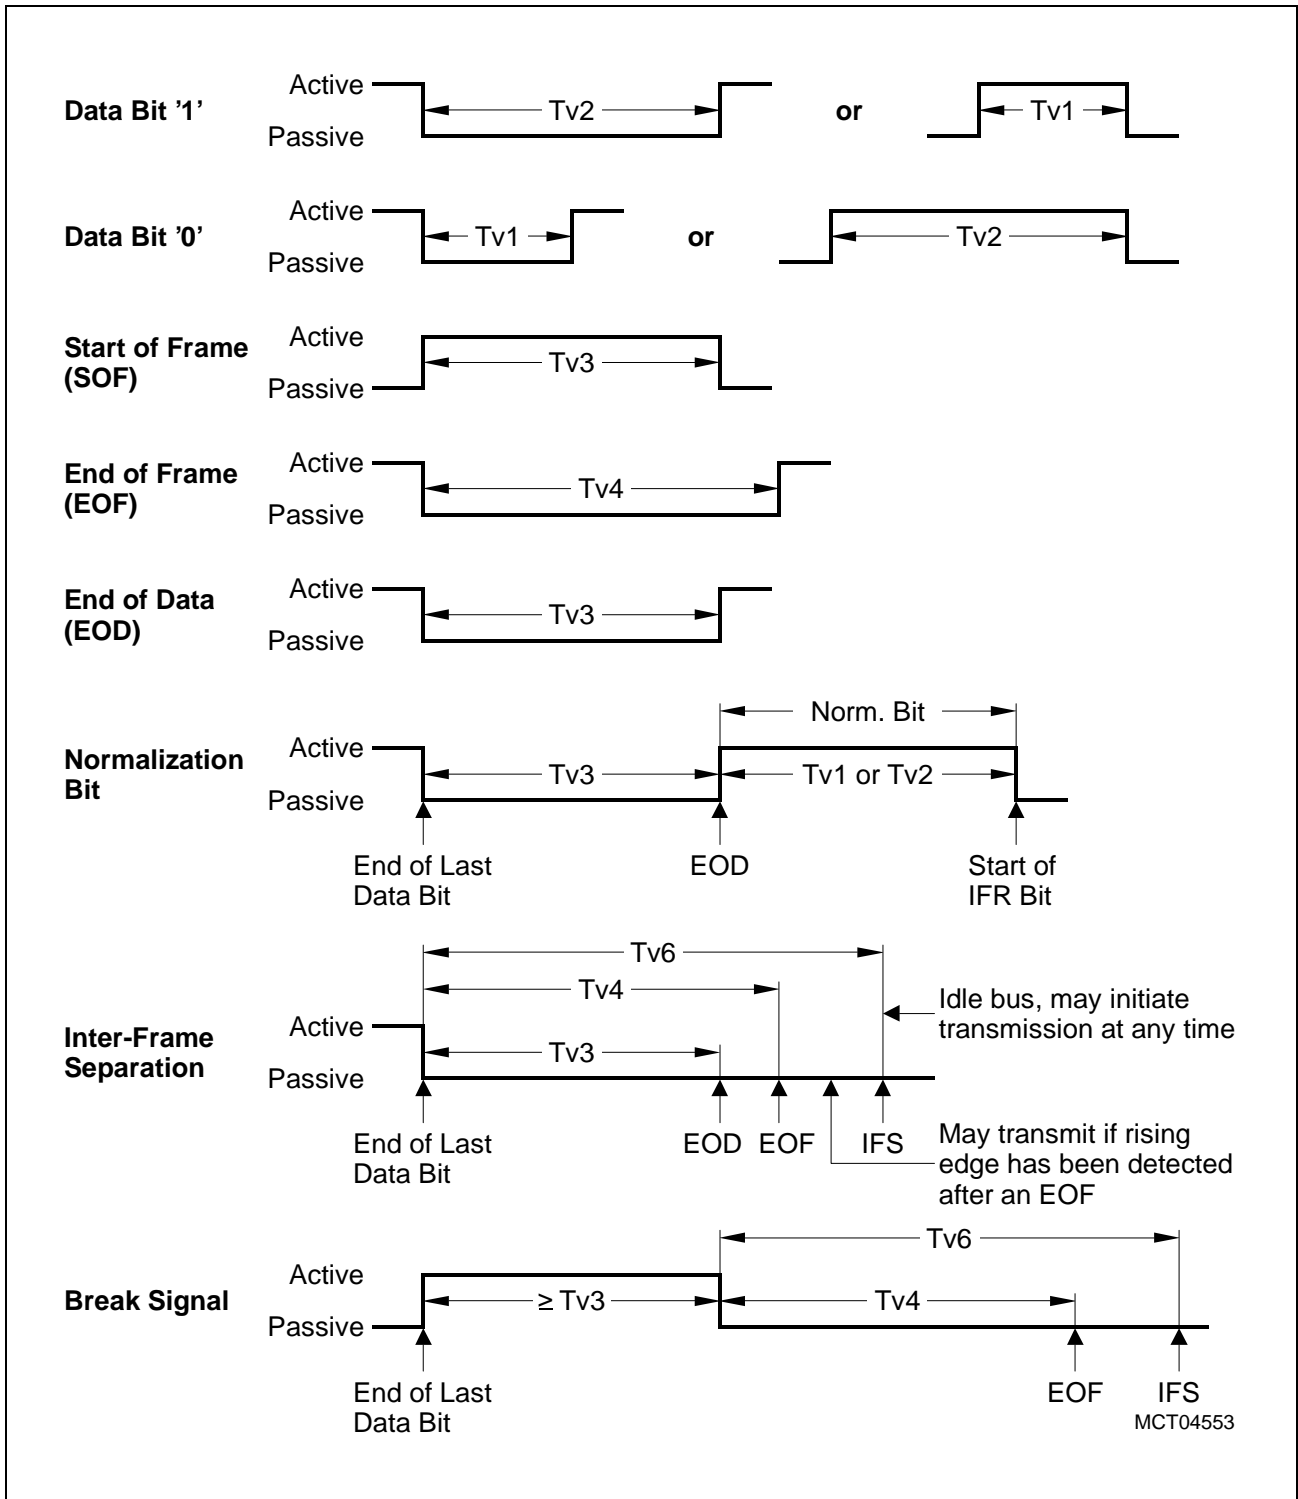 Data Bit ’1’
Active
Passive
Tv2
or
Tv1
Data Bit ’0’
Active
Passive
Tv1
or
Tv2
Start of Frame
(SOF)
Active
Passive
Tv3
End of Frame
(EOF)
Active
Passive
Tv4
End of Data
(EOD)
Active
Passive
Tv3
Normalization
Bit
Active
Passive
Norm. Bit
Tv3
Tv1 or Tv2
End of Last
Data Bit
EOD
Start of
IFR Bit
Inter-Frame
Separation
Active
Passive
Tv6
Tv4
Tv3
Idle bus, may initiate
transmission at any time
End of Last
Data Bit
EOD
EOF
IFS
May transmit if rising
edge has been detected
after an EOF
Break Signal
Active
Passive
≥ Tv3
Tv6
Tv4
End of Last
Data Bit
EOF
IFS
MCT04553